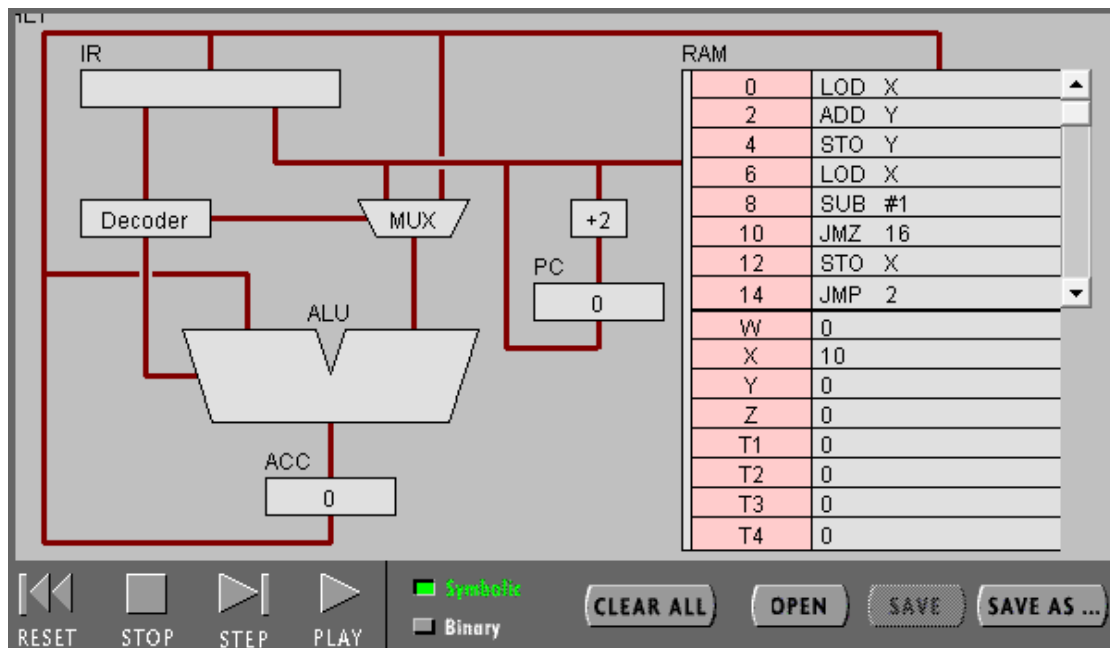 IR
RAM
0 LOD X
2 ADD Y
4 STO Y
6 LOD X
8 SUB #1
10 JMZ 16
12 STO X
14 JMP 2
W 0
X 10
Y 0
Z 0
T1 0
T2 0
T3 0
T4 0
Decoder
MUX
+2
PC
0
ALU
ACC
0
RESET
STOP
STEP
PLAY
Symbolic
Binary
CLEAR ALL
OPEN
SAVE
SAVE AS ...